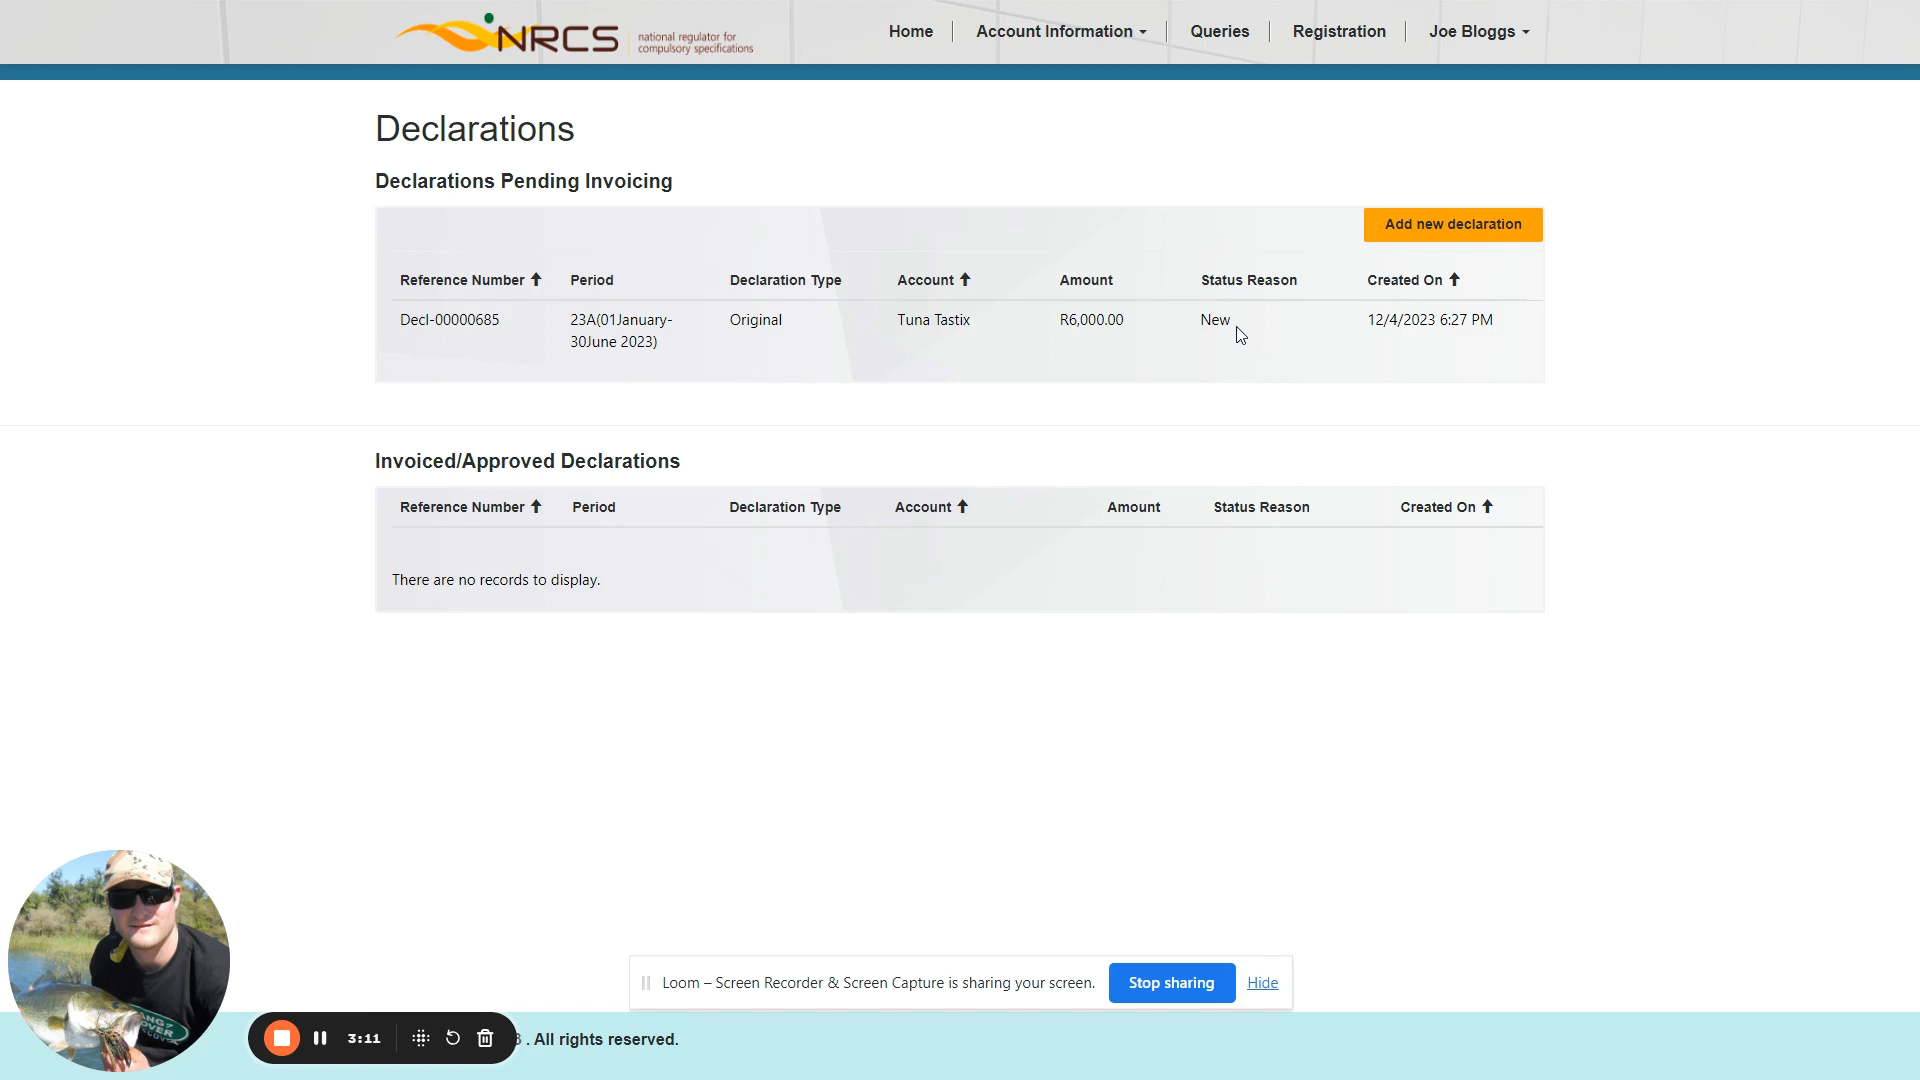 NRCS
national regulator for
compulsory specifications
Home
Account Information
Queries
Registration
Joe Bloggs
Declarations
Declarations Pending Invoicing
Add new declaration
Reference Number Period Declaration Type Account Amount Status Reason Created On
Decl-00000685 23A(01January- Original Tuna Tastix R6,000.00 New 12/4/2023 6:27 PM
30June 2023)
Invoiced/Approved Declarations
Reference Number Period Declaration Type Account Amount Status Reason Created On
There are no records to display.
Loom – Screen Recorder & Screen Capture is sharing your screen. Stop sharing Hide
3:11
. All rights reserved.